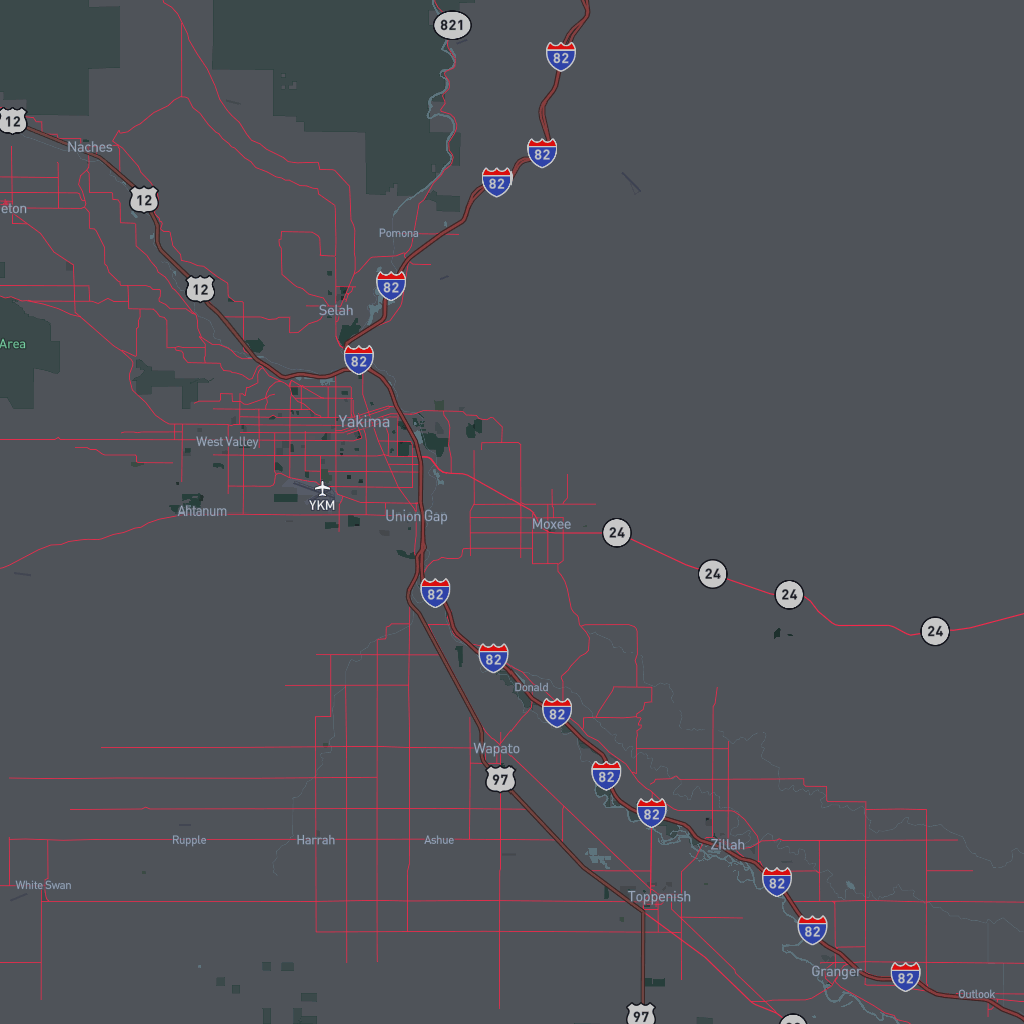 821
82
12
Naches
82
82
12
eton
Pomona
82
12
Selah
Area
82
Yakima
West Valley
YKM
Ahtanum
Union Gap
Moxee
24
24
82
24
24
82
Donald
82
Wapato
82
97
82
Rupple
Harrah
Ashue
Zillah
White Swan
82
Toppenish
82
Granger
82
Outlook
97